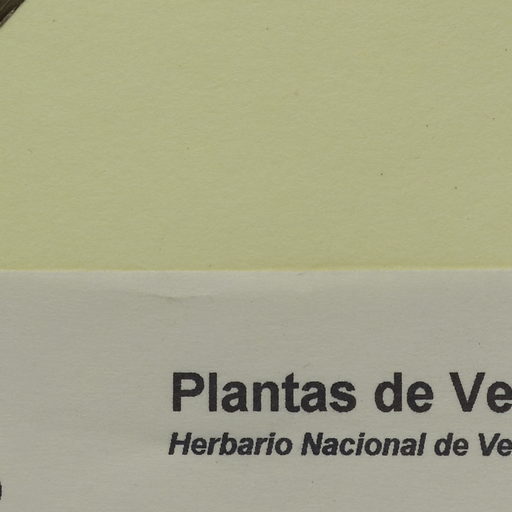 Plantas de Ve
Herbario Nacional de Ve